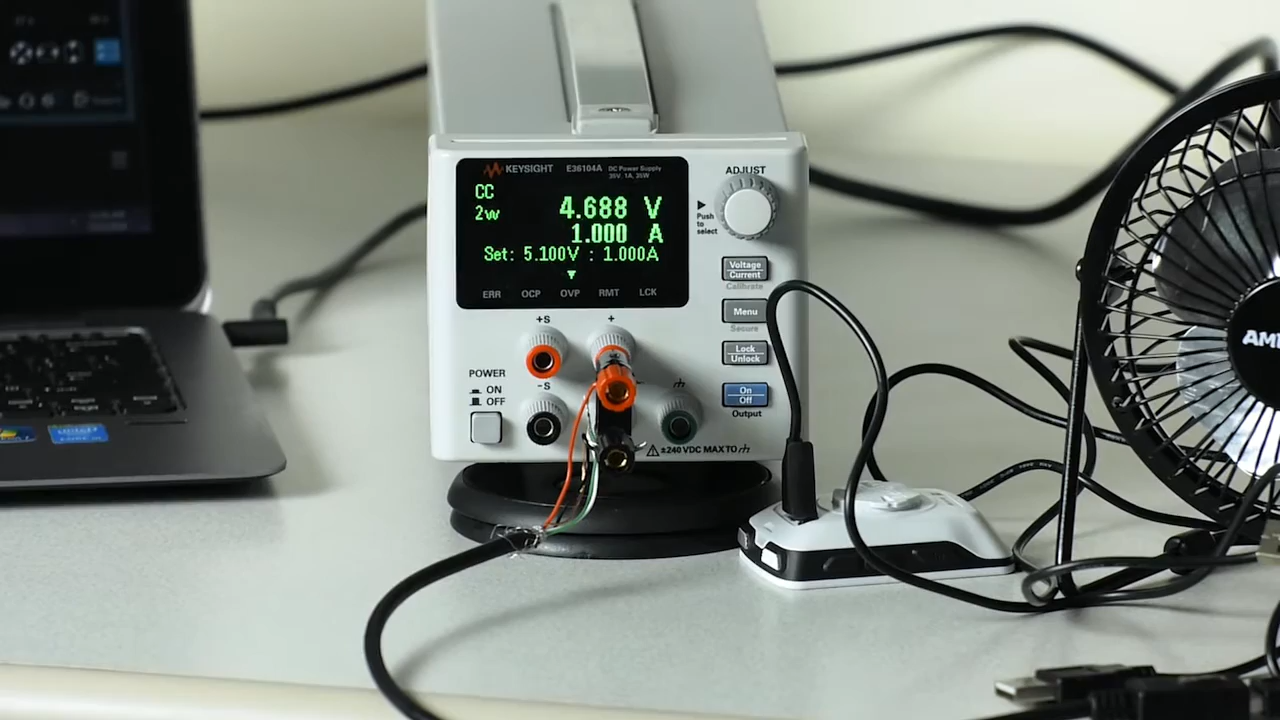 KEYSIGHT E36104A DC Power Supply
35V, 1A, 35W
CC
4.688 V
2w
1.000 A
Set: 5.100V : 1.000A
ERR OCP OVP RMT LCK
ADJUST
Push
to
select
Voltage
Current
Calibrate
Menu
Secure
Lock
Unlock
On
Off
Output
+S
+
-S
POWER
ON
OFF
±240 VDC MAX TO